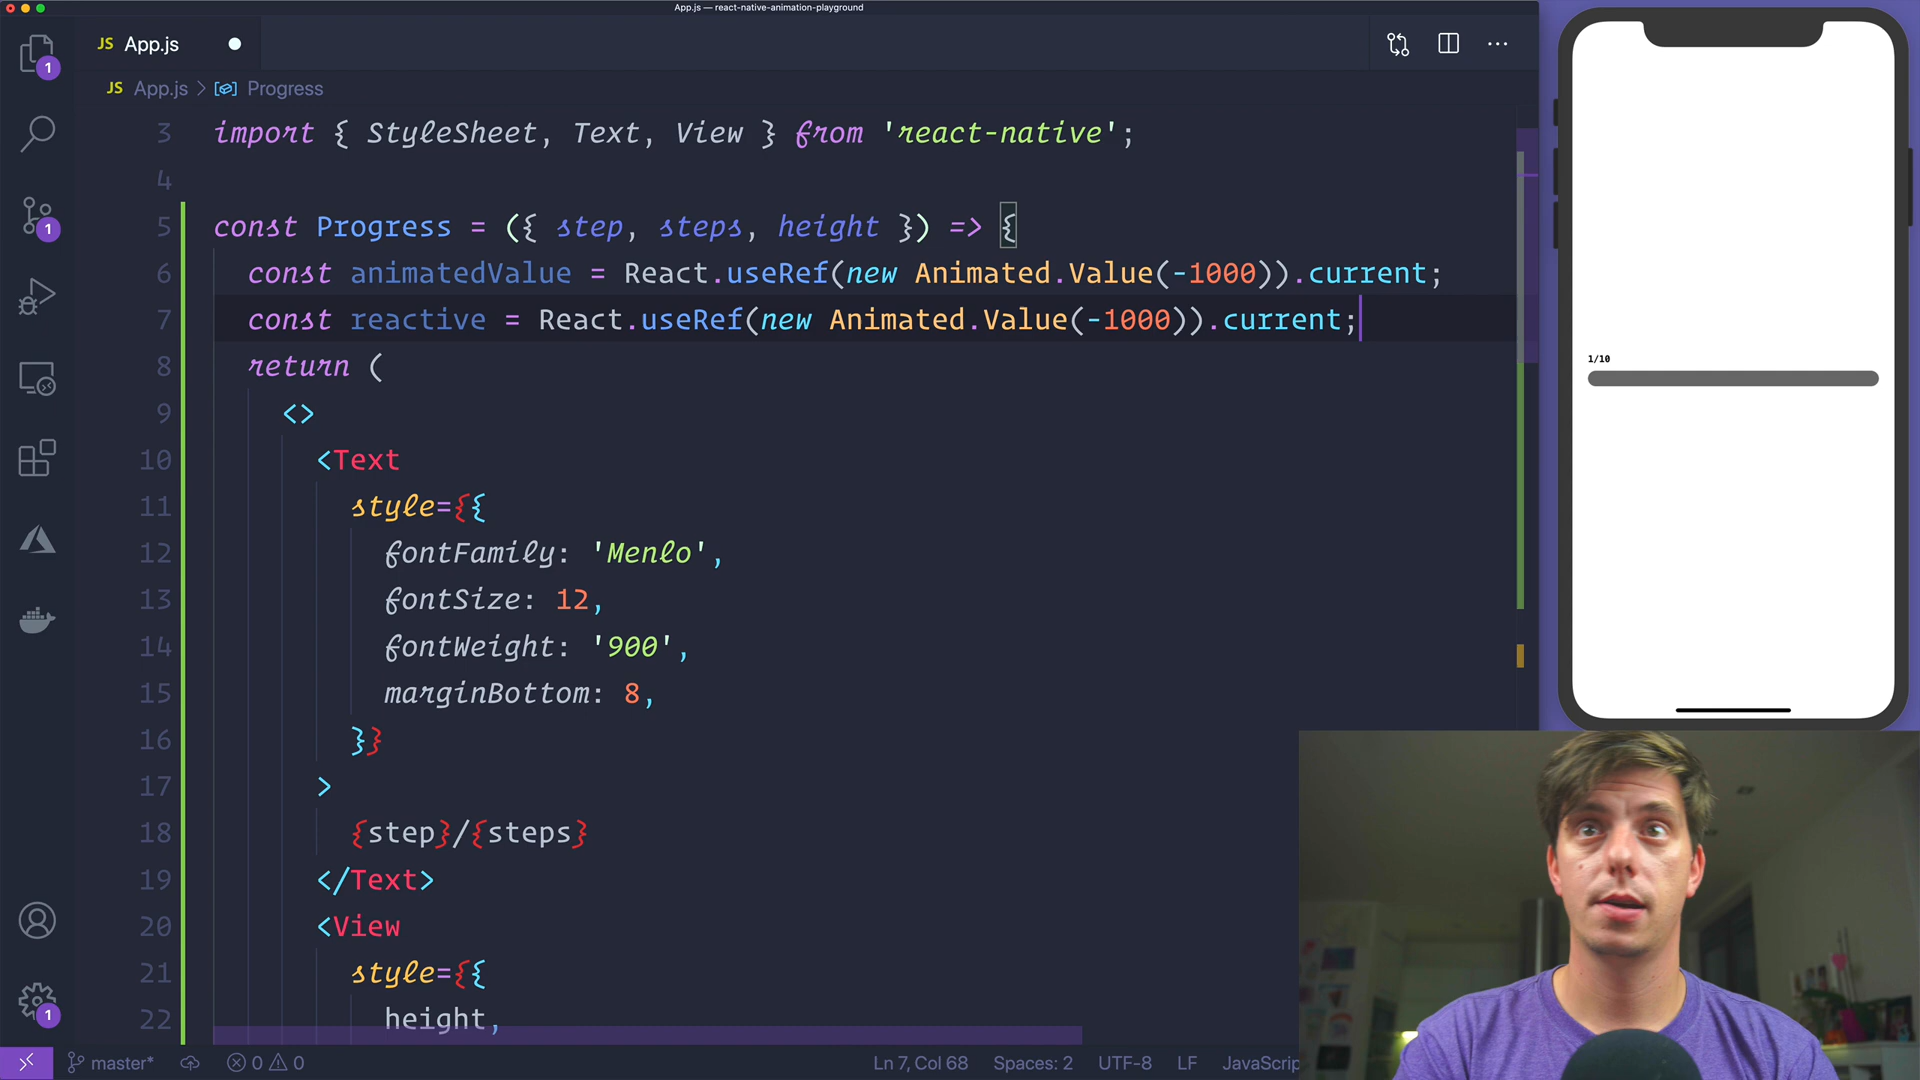 App.js — react-native-animation-playground
JS App.js
JS App.js > Progress
1
3 import { StyleSheet, Text, View } from 'react-native';
4
5 const Progress = ({ step, steps, height }) => {
6 const animatedValue = React.useRef(new Animated.Value(-1000)).current;
7 const reactive = React.useRef(new Animated.Value(-1000)).current;
8 return (
9 <>
10 <Text
11 style={{
12 fontFamily: 'Menlo',
13 fontSize: 12,
14 fontWeight: '900',
15 marginBottom: 8,
16 }}
17 >
18 {step}/{steps}
19 </Text>
20 <View
21 style={{
22 height,
1
1
1/10
master* 0 0 Ln 7, Col 68 Spaces: 2 UTF-8 LF JavaScrip